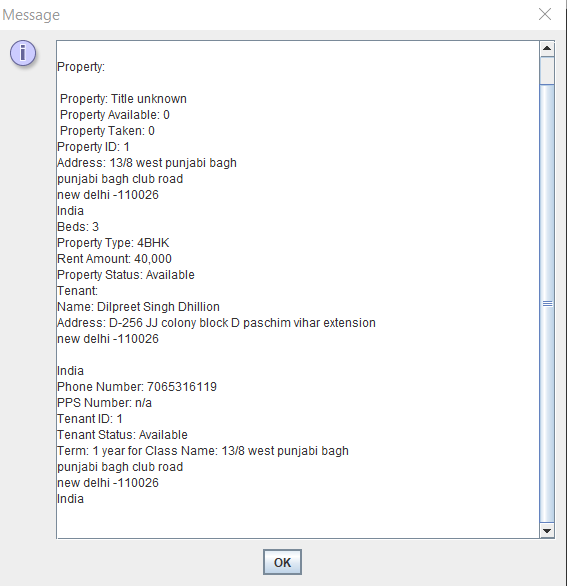 Message
Property:
Property: Title unknown
Property Available: 0
Property Taken: 0
Property ID: 1
Address: 13/8 west punjabi bagh
punjabi bagh club road
new delhi -110026
India
Beds: 3
Property Type: 4BHK
Rent Amount: 40,000
Property Status: Available
Tenant:
Name: Dilpreet Singh Dhillion
Address: D-256 JJ colony block D paschim vihar extension
new delhi -110026
India
Phone Number: 7065316119
PPS Number: n/a
Tenant ID: 1
Tenant Status: Available
Term: 1 year for Class Name: 13/8 west punjabi bagh
punjabi bagh club road
new delhi -110026
India
OK